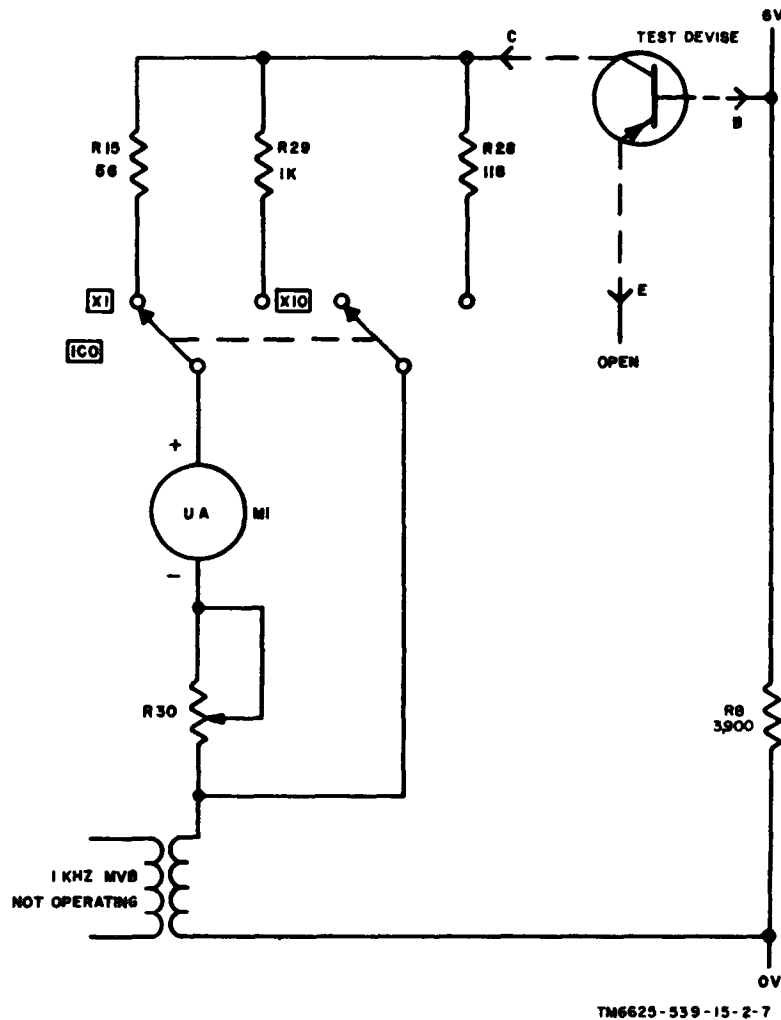 6V
TEST DEVISE
C
B
R15
56
R29
1K
R28
118
X1
X10
E
ICO
OPEN
+
UA
M1
−
R30
R8
3,900
1 KHZ MVB
NOT OPERATING
0V
TM6625-539-15-2-7